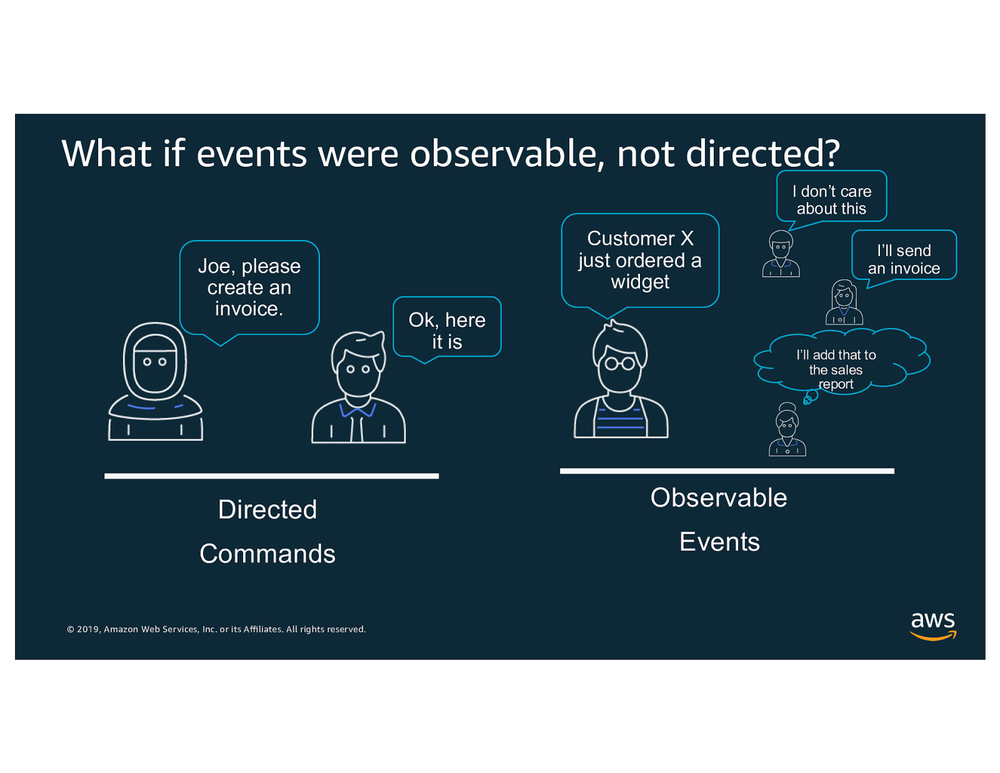 What if events were observable, not directed?
Joe, please
create an
invoice.
Ok, here
it is
Directed
Commands
Customer X
just ordered a
widget
I don’t care
about this
I’ll send
an invoice
I’ll add that to
the sales
report
Observable
Events
© 2019, Amazon Web Services, Inc. or its Affiliates. All rights reserved.
aws